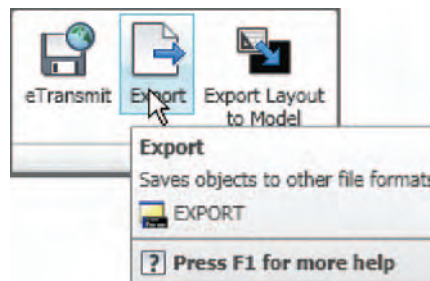 eTransmit Export Export Layout
to Model
Export
Saves objects to other file formats
EXPORT
? Press F1 for more help